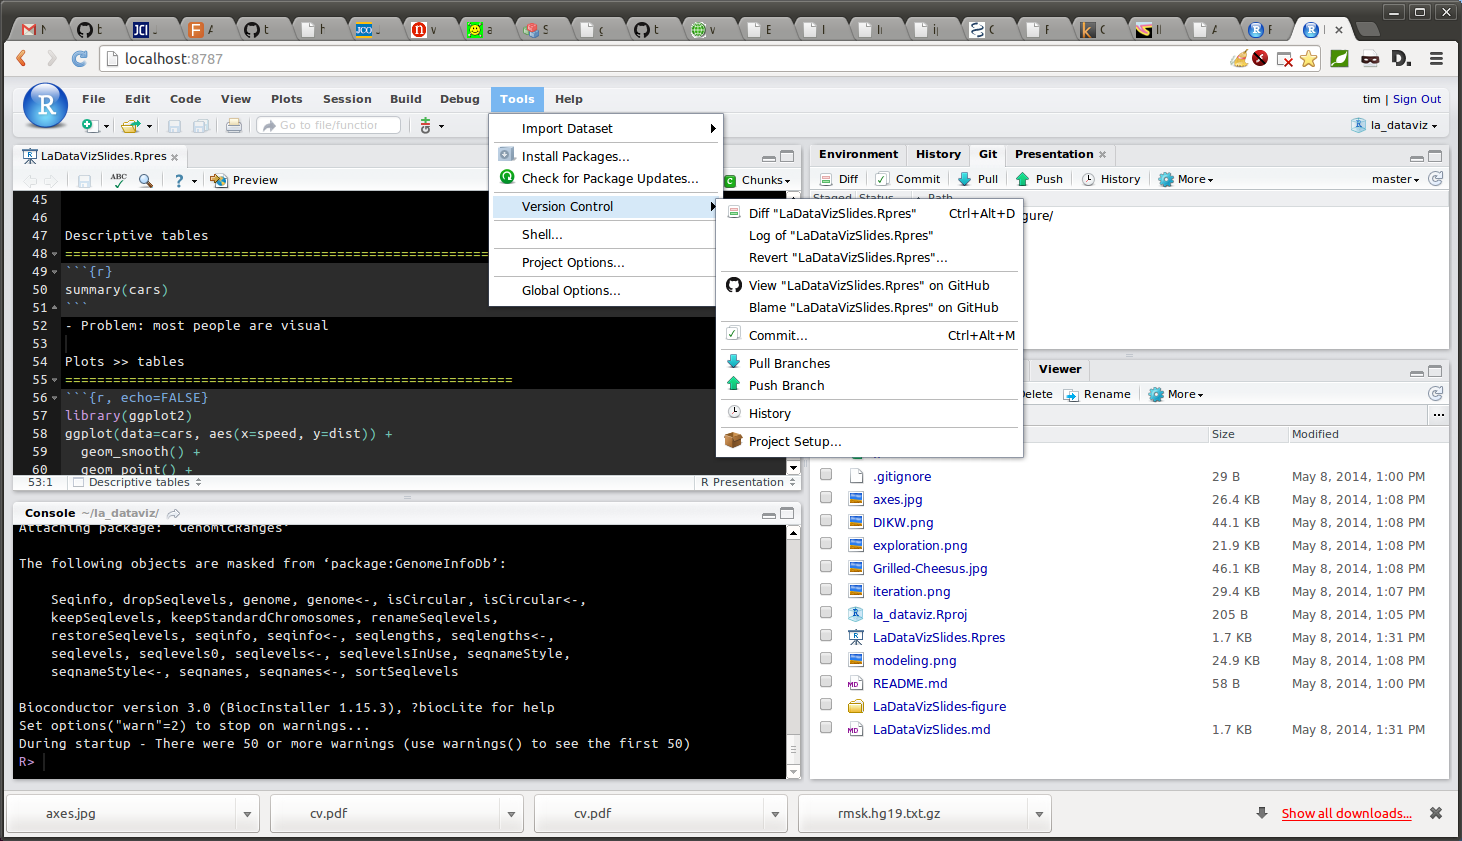 localhost:8787
File Edit Code View Plots Session Build Debug Tools Help
tim | Sign Out
Go to file/function
la_dataviz
LaDataVizSlides.Rpres
ABC
? Preview
Chunks
45
46
47 Descriptive tables
48 =====================================================
49 ```{r}
50 summary(cars)
51 ```
52 - Problem: most people are visual
53
54 Plots >> tables
55 =========================================================
56 ```{r, echo=FALSE}
57 library(ggplot2)
58 ggplot(data=cars, aes(x=speed, y=dist)) +
59 geom_smooth() +
60 geom_point() +
53:1 Descriptive tables R Presentation
Import Dataset
Install Packages...
Check for Package Updates...
Version Control
Shell...
Project Options...
Global Options...
Diff "LaDataVizSlides.Rpres" Ctrl+Alt+D
Log of "LaDataVizSlides.Rpres"
Revert "LaDataVizSlides.Rpres"...
View "LaDataVizSlides.Rpres" on GitHub
Blame "LaDataVizSlides.Rpres" on GitHub
Commit... Ctrl+Alt+M
Pull Branches
Push Branch
History
Project Setup...
Environment History Git Presentation
Diff Commit Pull Push History More master
Staged Status Path
gure/
Viewer
Delete Rename More
Size Modified
.gitignore 29 B May 8, 2014, 1:00 PM
axes.jpg 26.4 KB May 8, 2014, 1:08 PM
DIKW.png 44.1 KB May 8, 2014, 1:08 PM
exploration.png 21.9 KB May 8, 2014, 1:08 PM
Grilled-Cheesus.jpg 46.1 KB May 8, 2014, 1:08 PM
iteration.png 29.4 KB May 8, 2014, 1:07 PM
la_dataviz.Rproj 205 B May 8, 2014, 1:05 PM
LaDataVizSlides.Rpres 1.7 KB May 8, 2014, 1:31 PM
modeling.png 24.9 KB May 8, 2014, 1:08 PM
README.md 58 B May 8, 2014, 1:00 PM
LaDataVizSlides-figure
LaDataVizSlides.md 1.7 KB May 8, 2014, 1:31 PM
Console ~/la_dataviz/
Attaching package: ‘GenomicRanges’
The following objects are masked from ‘package:GenomeInfoDb’:
Seqinfo, dropSeqlevels, genome, genome<-, isCircular, isCircular<-,
keepSeqlevels, keepStandardChromosomes, renameSeqlevels,
restoreSeqlevels, seqinfo, seqinfo<-, seqlengths, seqlengths<-,
seqlevels, seqlevels0, seqlevels<-, seqlevelsInUse, seqnameStyle,
seqnameStyle<-, seqnames, seqnames<-, sortSeqlevels
Bioconductor version 3.0 (BiocInstaller 1.15.3), ?biocLite for help
Set options("warn"=2) to stop on warnings...
During startup - There were 50 or more warnings (use warnings() to see the first 50)
R>
axes.jpg
cv.pdf
cv.pdf
rmsk.hg19.txt.gz
Show all downloads...